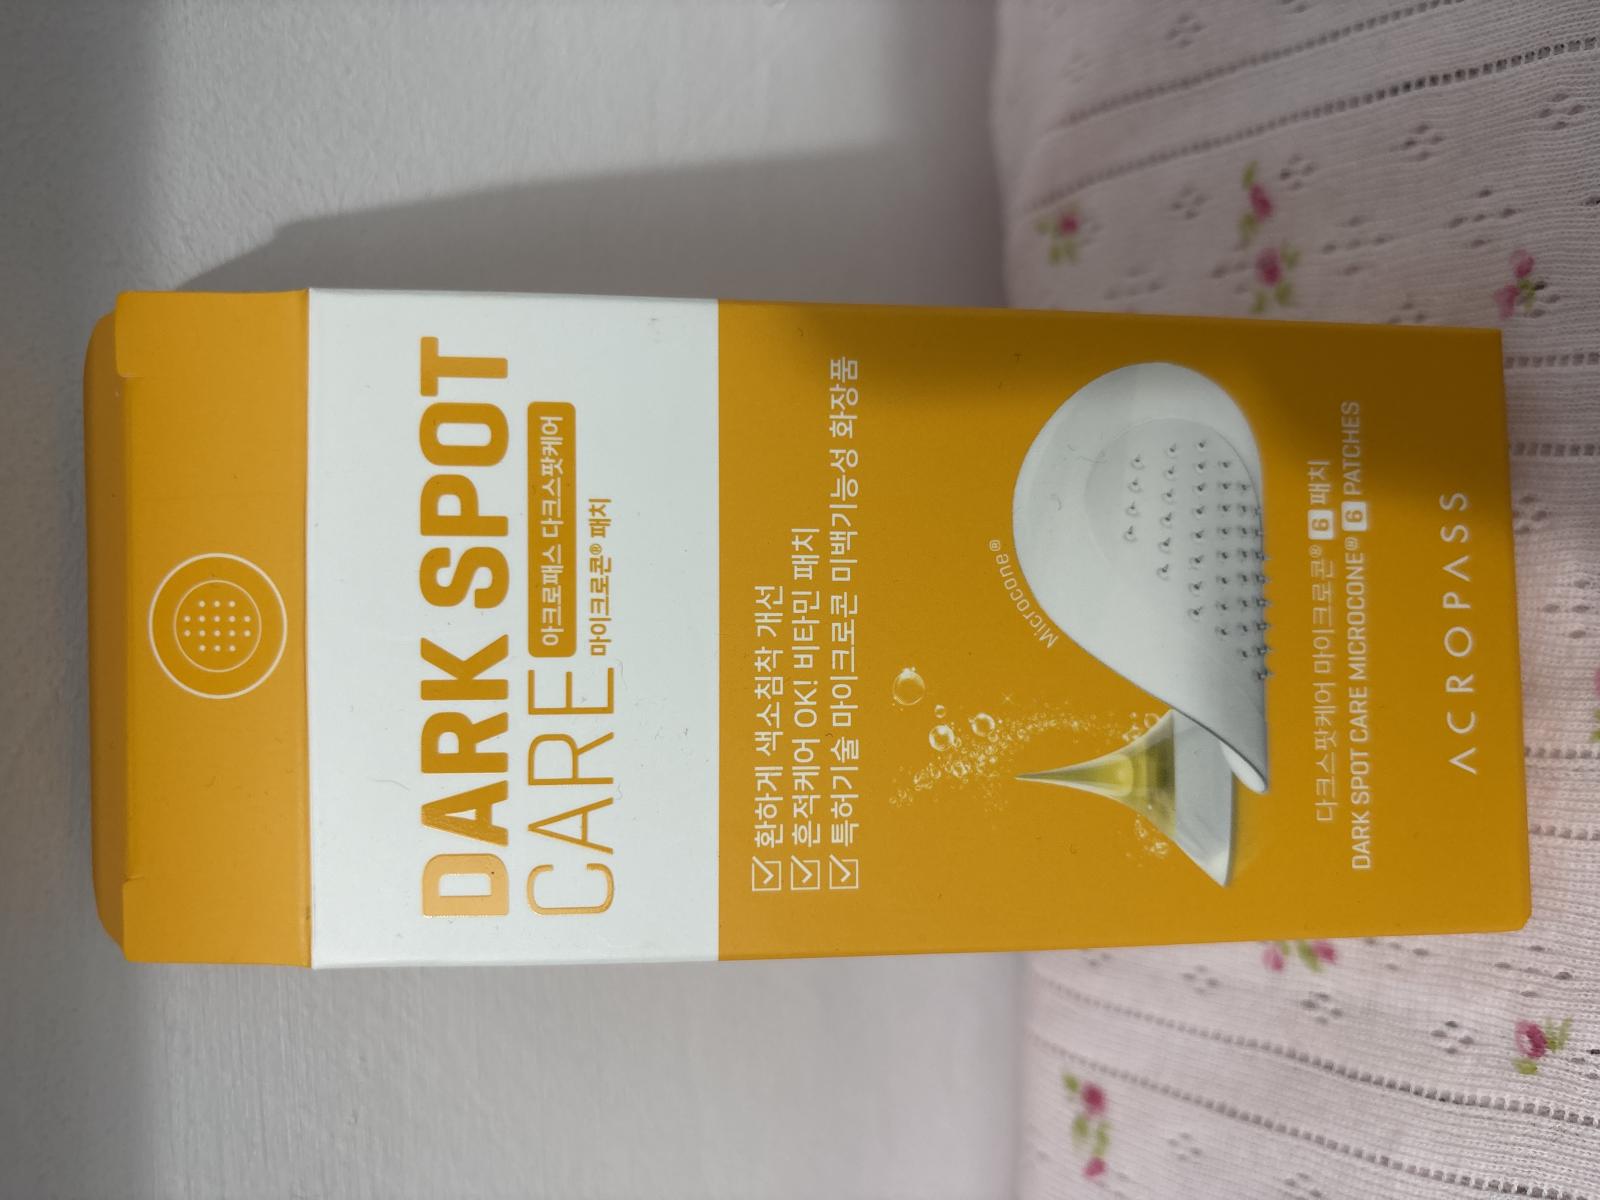 DARK SPOT
CARE
아크로패스 다크스팟케어
마이크로콘® 패치
환하게 색소침착 개선
흔적케어 OK! 비타민 패치
특허기술 마이크로콘 미백기능성 화장품
Microcone®
다크스팟케어 마이크로콘® 6 패치
DARK SPOT CARE MICROCONE® 6 PATCHES
ACROPASS